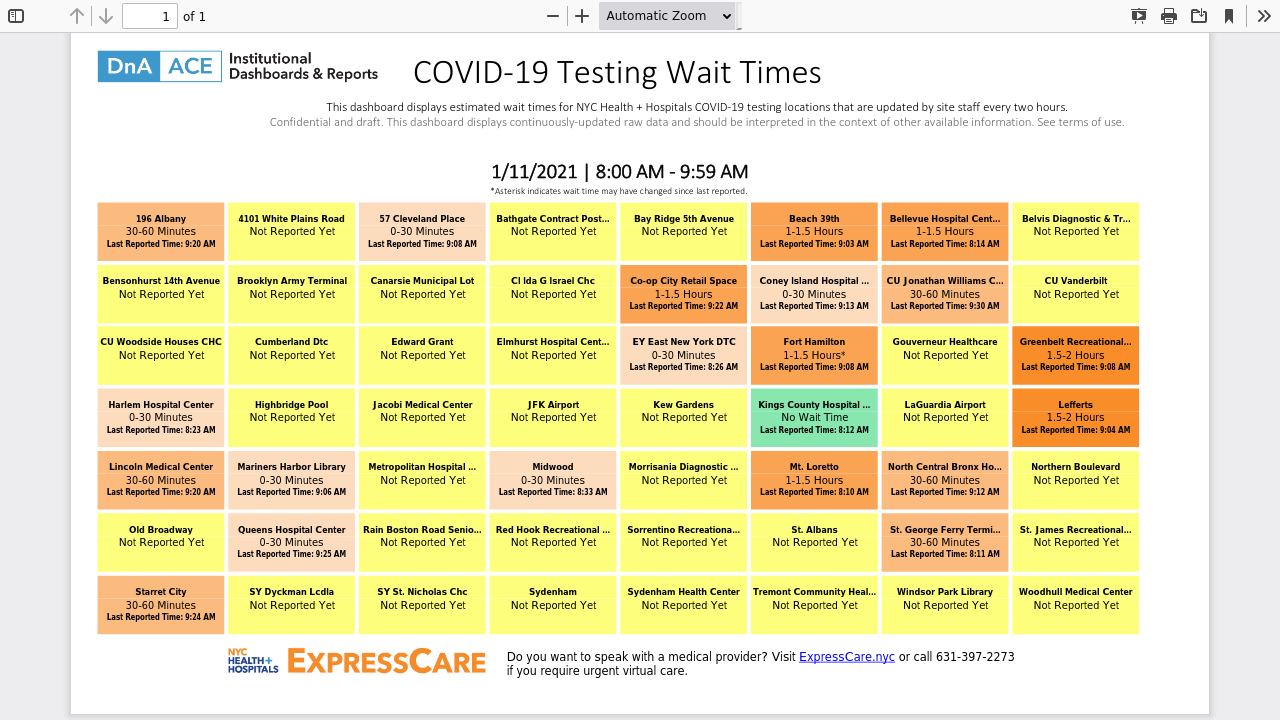 1 of 1
Automatic Zoom
DnA ACE Institutional
Dashboards & Reports
COVID-19 Testing Wait Times
This dashboard displays estimated wait times for NYC Health + Hospitals COVID-19 testing locations that are updated by site staff every two hours.
Confidential and draft. This dashboard displays continuously-updated raw data and should be interpreted in the context of other available information. See terms of use.
1/11/2021 | 8:00 AM - 9:59 AM
*Asterisk indicates wait time may have changed since last reported.
196 Albany
30-60 Minutes
Last Reported Time: 9:20 AM
4101 White Plains Road
Not Reported Yet
57 Cleveland Place
0-30 Minutes
Last Reported Time: 9:08 AM
Bathgate Contract Post...
Not Reported Yet
Bay Ridge 5th Avenue
Not Reported Yet
Beach 39th
1-1.5 Hours
Last Reported Time: 9:03 AM
Bellevue Hospital Cent...
1-1.5 Hours
Last Reported Time: 8:14 AM
Belvis Diagnostic & Tr...
Not Reported Yet
Bensonhurst 14th Avenue
Not Reported Yet
Brooklyn Army Terminal
Not Reported Yet
Canarsie Municipal Lot
Not Reported Yet
CI Ida G Israel Chc
Not Reported Yet
Co-op City Retail Space
1-1.5 Hours
Last Reported Time: 9:22 AM
Coney Island Hospital ...
0-30 Minutes
Last Reported Time: 9:13 AM
CU Jonathan Williams C...
30-60 Minutes
Last Reported Time: 9:30 AM
CU Vanderbilt
Not Reported Yet
CU Woodside Houses CHC
Not Reported Yet
Cumberland Dtc
Not Reported Yet
Edward Grant
Not Reported Yet
Elmhurst Hospital Cent...
Not Reported Yet
EY East New York DTC
0-30 Minutes
Last Reported Time: 8:26 AM
Fort Hamilton
1-1.5 Hours*
Last Reported Time: 9:08 AM
Gouverneur Healthcare
Not Reported Yet
Greenbelt Recreational...
1.5-2 Hours
Last Reported Time: 9:08 AM
Harlem Hospital Center
0-30 Minutes
Last Reported Time: 8:23 AM
Highbridge Pool
Not Reported Yet
Jacobi Medical Center
Not Reported Yet
JFK Airport
Not Reported Yet
Kew Gardens
Not Reported Yet
Kings County Hospital ...
No Wait Time
Last Reported Time: 8:12 AM
LaGuardia Airport
Not Reported Yet
Lefferts
1.5-2 Hours
Last Reported Time: 9:04 AM
Lincoln Medical Center
30-60 Minutes
Last Reported Time: 9:20 AM
Mariners Harbor Library
0-30 Minutes
Last Reported Time: 9:06 AM
Metropolitan Hospital ...
Not Reported Yet
Midwood
0-30 Minutes
Last Reported Time: 8:33 AM
Morrisania Diagnostic ...
Not Reported Yet
Mt. Loretto
1-1.5 Hours
Last Reported Time: 8:10 AM
North Central Bronx Ho...
30-60 Minutes
Last Reported Time: 9:12 AM
Northern Boulevard
Not Reported Yet
Old Broadway
Not Reported Yet
Queens Hospital Center
0-30 Minutes
Last Reported Time: 9:25 AM
Rain Boston Road Senio...
Not Reported Yet
Red Hook Recreational ...
Not Reported Yet
Sorrentino Recreationa...
Not Reported Yet
St. Albans
Not Reported Yet
St. George Ferry Termi...
30-60 Minutes
Last Reported Time: 8:11 AM
St. James Recreational...
Not Reported Yet
Starret City
30-60 Minutes
Last Reported Time: 9:24 AM
SY Dyckman Lcdla
Not Reported Yet
SY St. Nicholas Chc
Not Reported Yet
Sydenham
Not Reported Yet
Sydenham Health Center
Not Reported Yet
Tremont Community Heal...
Not Reported Yet
Windsor Park Library
Not Reported Yet
Woodhull Medical Center
Not Reported Yet
NYC
HEALTH+
HOSPITALS
EXPRESSCARE
Do you want to speak with a medical provider? Visit ExpressCare.nyc or call 631-397-2273
if you require urgent virtual care.